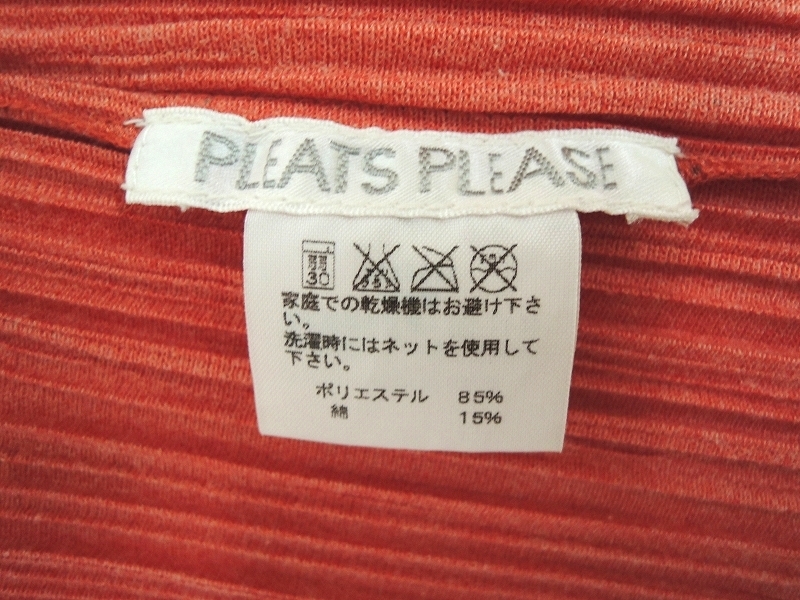 PLEATS PLEASE
30
家庭での乾燥機はお避け下さ
い。
洗濯時にはネットを使用して
下さい。
ポリエステル 85%
綿 15%